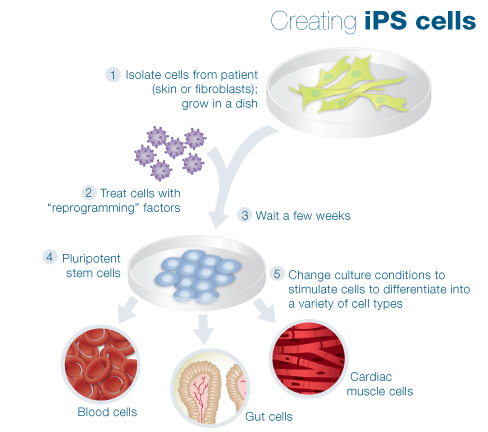 Creating iPS cells
1 Isolate cells from patient
(skin or fibroblasts);
grow in a dish
2 Treat cells with
“reprogramming” factors
3 Wait a few weeks
4 Pluripotent
stem cells
5 Change culture conditions to
stimulate cells to differentiate into
a variety of cell types
Blood cells
Gut cells
Cardiac
muscle cells